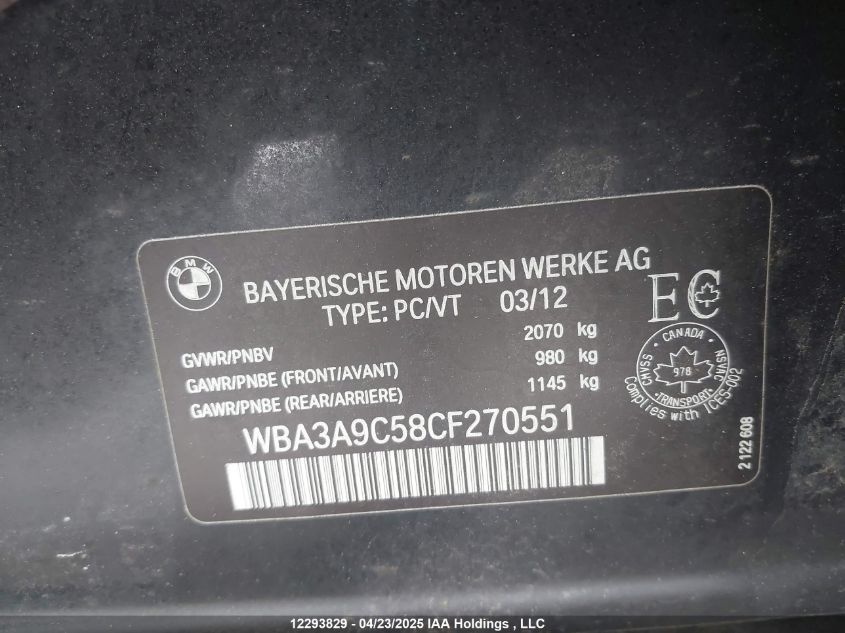 BMW
BAYERISCHE MOTOREN WERKE AG
TYPE: PC/VT 03/12
EC
GVWR/PNBV 2070 kg
GAWR/PNBE (FRONT/AVANT) 980 kg
GAWR/PNBE (REAR/ARRIERE) 1145 kg
CANADA
CMVSS NSVAC
978
TRANSPORT
Complies with ICES-002
WBA3A9C58CF270551
2 122 608
12293829 - 04/23/2025 IAA Holdings , LLC